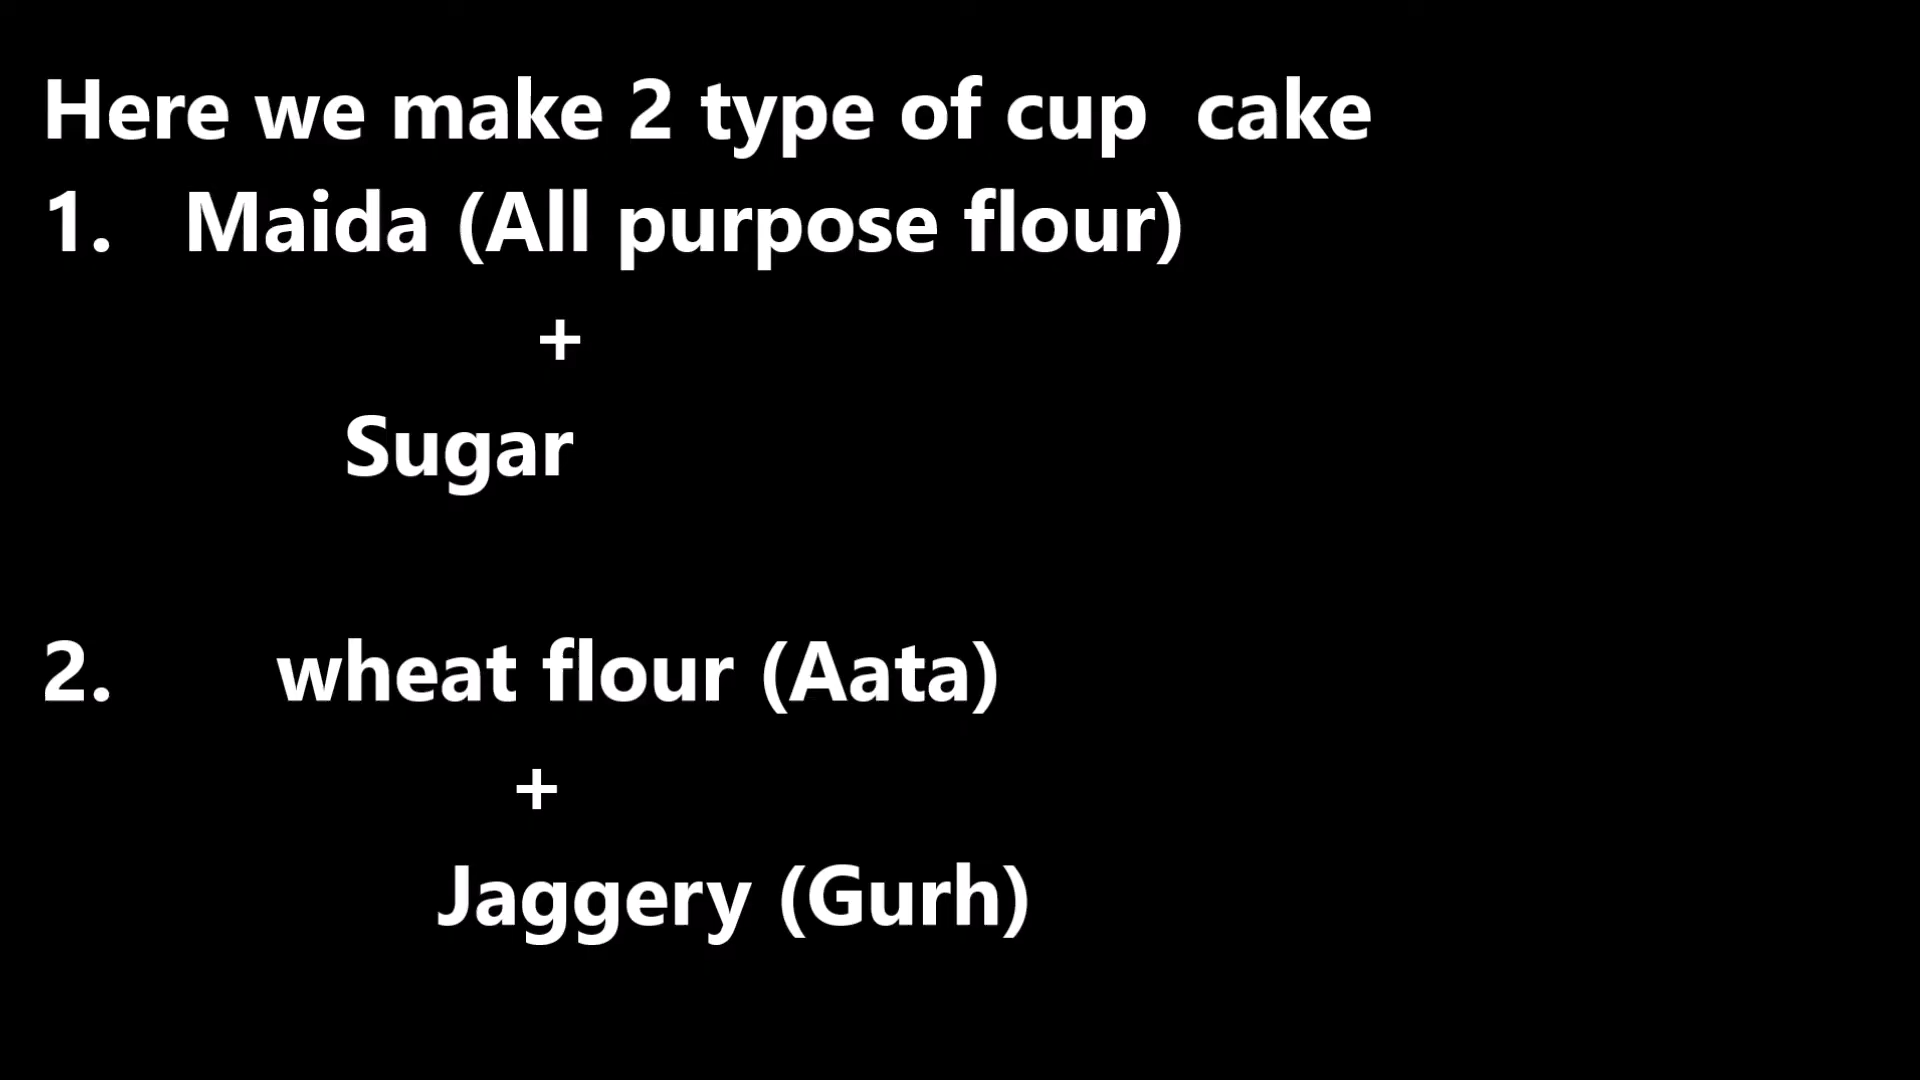 Here we make 2 type of cup  cake
1.   Maida (All purpose flour)
+
Sugar
2.       wheat flour (Aata)
+
Jaggery (Gurh)